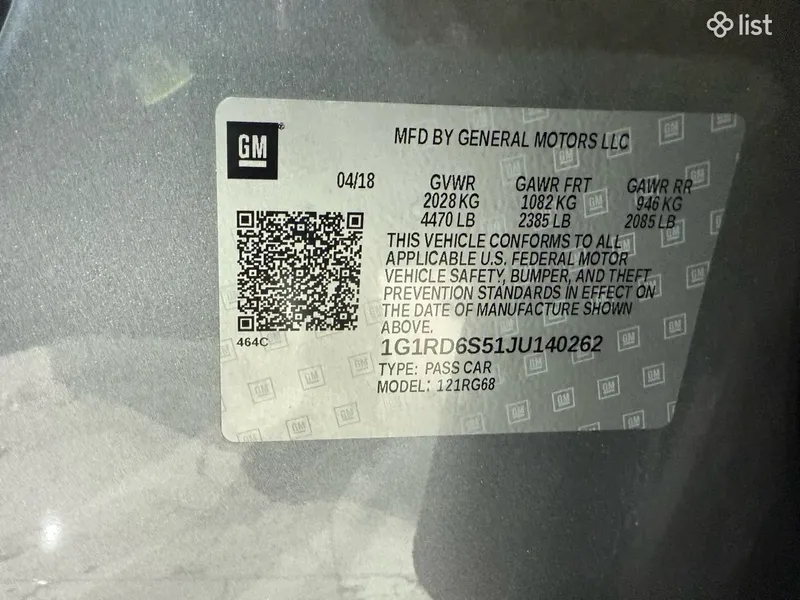 list
GM
MFD BY GENERAL MOTORS LLC
04/18 GVWR GAWR FRT GAWR RR
2028 KG 1082 KG 946 KG
4470 LB 2385 LB 2085 LB
THIS VEHICLE CONFORMS TO ALL
APPLICABLE U.S. FEDERAL MOTOR
VEHICLE SAFETY, BUMPER, AND THEFT
PREVENTION STANDARDS IN EFFECT ON
THE DATE OF MANUFACTURE SHOWN
ABOVE.
464C
1G1RD6S51JU140262
TYPE: PASS CAR
MODEL: 121RG68